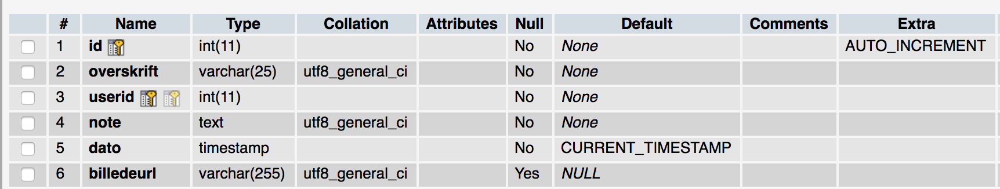 # Name Type Collation Attributes Null Default Comments Extra
1 id int(11) No None AUTO_INCREMENT
2 overskrift varchar(25) utf8_general_ci No None
3 userid int(11) No None
4 note text utf8_general_ci No None
5 dato timestamp No CURRENT_TIMESTAMP
6 billedeurl varchar(255) utf8_general_ci Yes NULL